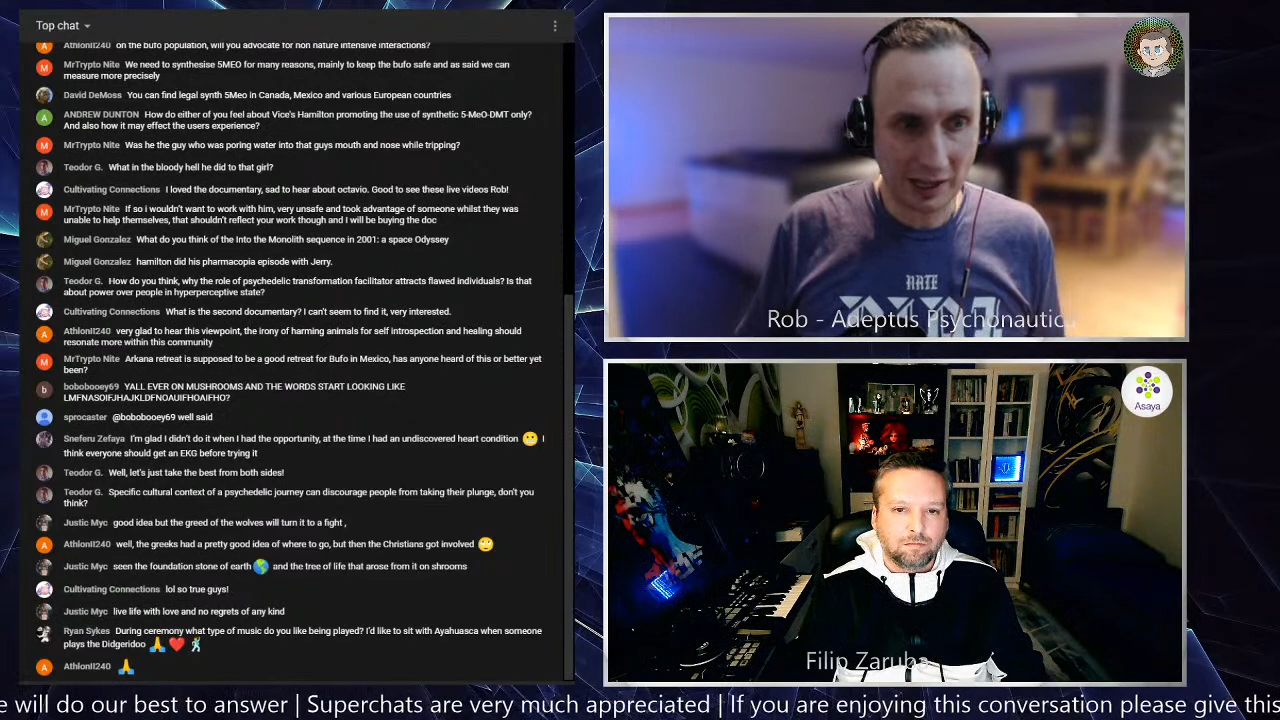 Top chat
AthlonII240 on the bufo population, will you advocate for non nature intensive interactions?
A
MrTrypto Nite We need to synthesise 5MEO for many reasons, mainly to keep the bufo safe and as said we can
M
measure more precisely
David DeMoss You can find legal synth 5Meo in Canada, Mexico and various European countries
ANDREW DUNTON How do either of you feel about Vice's Hamilton promoting the use of synthetic 5-MeO-DMT only?
A
And also how it may effect the users experience?
MrTrypto Nite Was he the guy who was poring water into that guys mouth and nose while tripping?
M
Teodor G. What in the bloody hell he did to that girl?
Cultivating Connections I loved the documentary, sad to hear about octavio. Good to see these live videos Rob!
MrTrypto Nite If so i wouldn't want to work with him, very unsafe and took advantage of someone whilst they was
M
unable to help themselves, that shouldn't reflect your work though and I will be buying the doc
Miguel Gonzalez What do you think of the Into the Monolith sequence in 2001: a space Odyssey
Miguel Gonzalez hamilton did his pharmacopia episode with Jerry.
Teodor G. How do you think, why the role of psychedelic transformation facilitator attracts flawed individuals? Is that
about power over people in hyperceptive state?
Cultivating Connections What is the second documentary? I can't seem to find it, very interested.
AthlonII240 very glad to hear this viewpoint, the irony of harming animals for self introspection and healing should
A
resonate more within this community
MrTrypto Nite Arkana retreat is supposed to be a good retreat for Bufo in Mexico, has anyone heard of this or better yet
M
been?
bobobooey69 YALL EVER ON MUSHROOMS AND THE WORDS START LOOKING LIKE
b
LMFNASOIFJHAJKLDFNOAUIFHOAIFHO?
sprocaster @bobobooey69 well said
Sneferu Zefaya I'm glad I didn't do it when I had the opportunity, at the time I had an undiscovered heart condition 😬 I
think everyone should get an EKG before trying it
Teodor G. Well, let's just take the best from both sides!
Teodor G. Specific cultural context of a psychedelic journey can discourage people from taking their plunge, don't you
think?
Justic Myc good idea but the greed of the wolves will turn it to a fight ,
AthlonII240 well, the greeks had a pretty good idea of where to go, but then the Christians got involved 🙄
A
Justic Myc seen the foundation stone of earth 🌎 and the tree of life that arose from it on shrooms
Cultivating Connections lol so true guys!
Justic Myc live life with love and no regrets of any kind
Ryan Sykes During ceremony what type of music do you like being played? I'd like to sit with Ayahuasca when someone
plays the Didgeridoo 🙏 ❤️ 🕺
AthlonII240 🙏
A
HATE
Rob - Adeptus Psychonautica
Asaya
Filip Zaruba
e will do our best to answer | Superchats are very much appreciated | If you are enjoying this conversation please give this